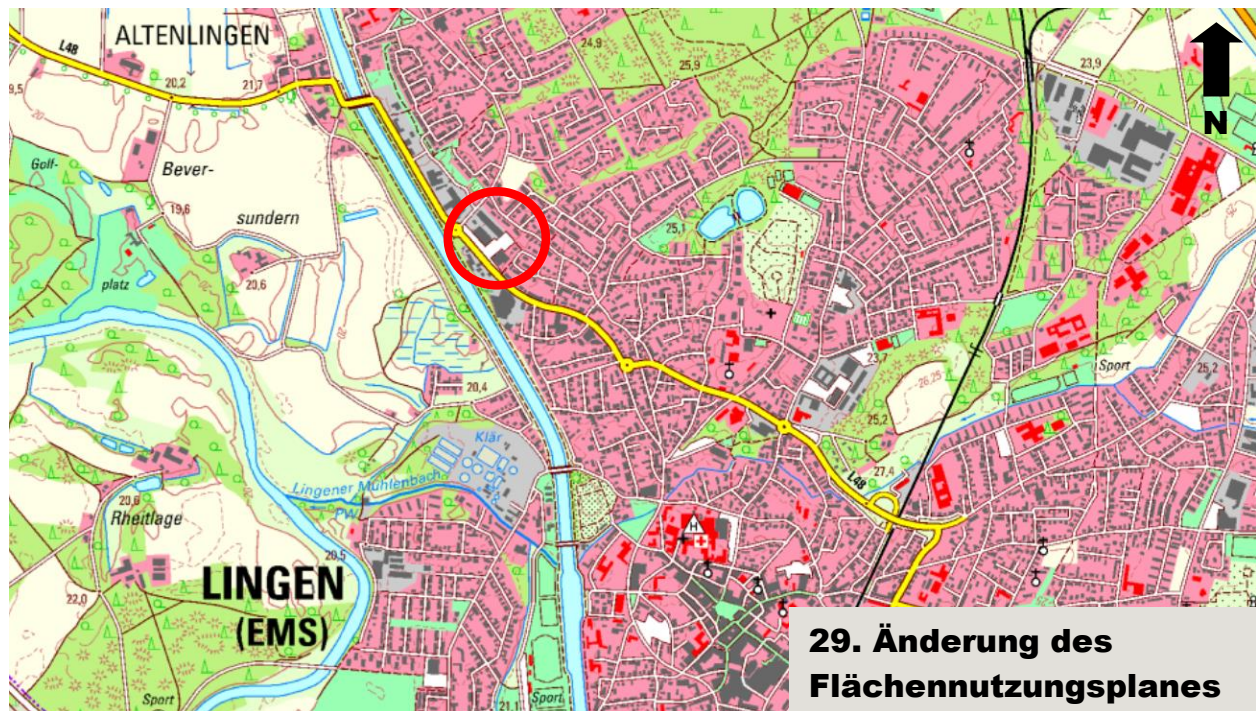 ALTENLINGEN
L48
24,9
25,9
23,9
N
20,2
21,7
9,5
Golf-
Bever-
19,6
sundern
platz
25,1
25,1
20,6
23,7
Sport
25,2
26,25
20,4
25,2
Klär
27,4
L48
Lingener Mühlenbach
PW
20,6
Rheitlage
H
20,5
LINGEN
(EMS)
22,0
Sport
21,1
Sport
29. Änderung des
Flächennutzungsplanes